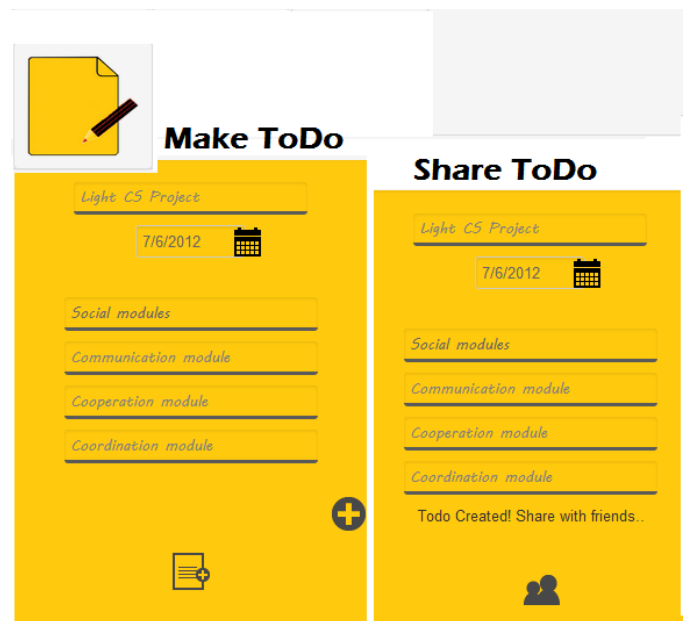 Make ToDo
Light CS Project
7/6/2012
Social modules
Communication module
Cooperation module
Coordination module
Share ToDo
Light CS Project
7/6/2012
Social modules
Communication module
Cooperation module
Coordination module
Todo Created! Share with friends..